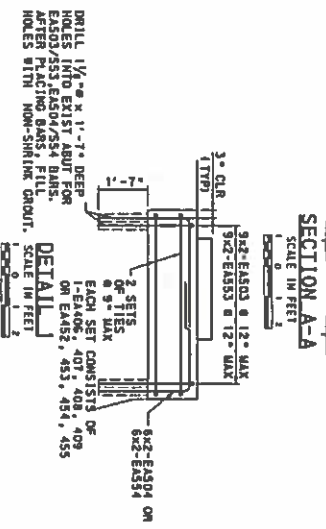 SECTION A-A
SCALE IN FEET
1 0 1 2
9x2-EA503 @ 12" MAX
9x2-EA553 @ 12" MAX
3" CLR
(TYP)
1'-7"
6x2-EA504 OR
6x2-EA554
2 SETS
OF TIES
@ 9" MAX
EACH SET CONSISTS OF
1-EA406, 407, 408, 409
OR EA452, 453, 454, 455
DRILL 1⅛"ø x 1'-7" DEEP
HOLES INTO EXIST ABUT FOR
EA503/553,EA504/554 BARS.
AFTER PLACING BARS, FILL
HOLES WITH NON-SHRINK GROUT.
DETAIL 1
SCALE IN FEET
1 0 1 2